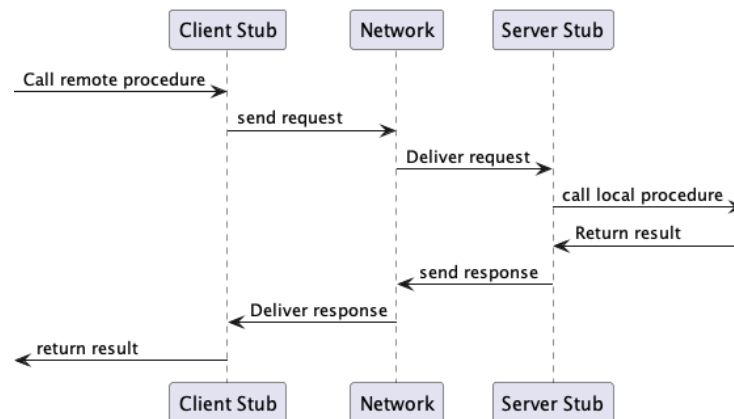 Client Stub
Network
Server Stub
Call remote procedure
send request
Deliver request
call local procedure
Return result
send response
Deliver response
return result
Client Stub
Network
Server Stub